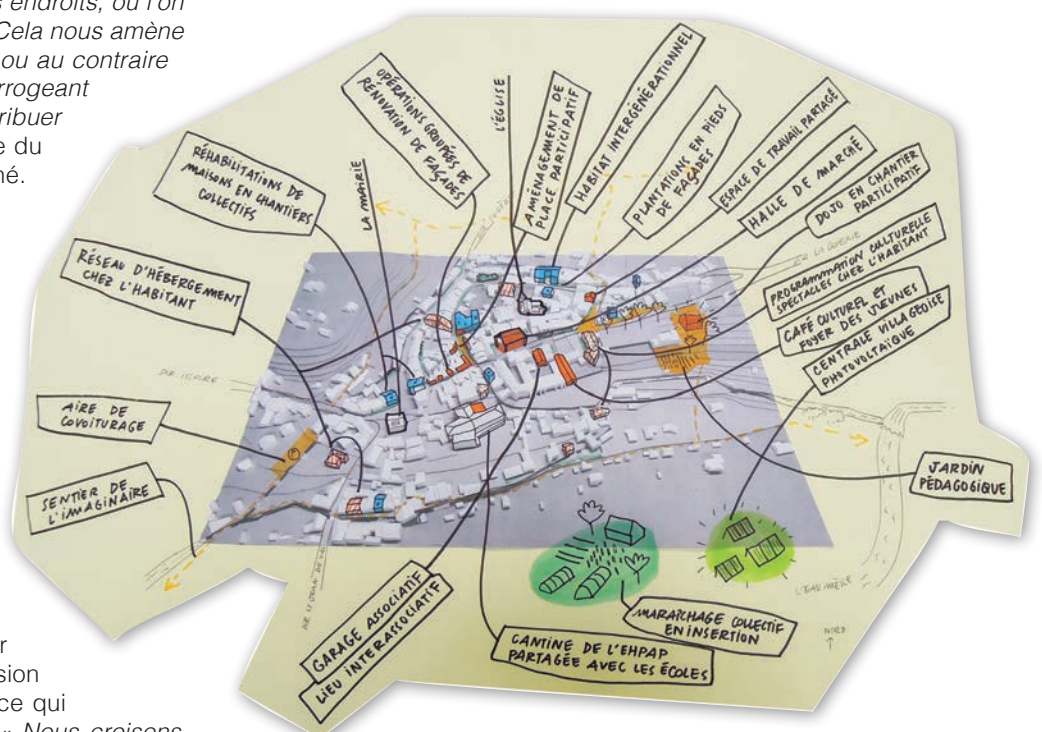 s endroits, où l'on
Cela nous amène
ou au contraire
rrogeant
ribuer
e du
né.
OPÉRATIONS GROUPÉES DE
RÉNOVATION DE FAÇADES
L'ÉGLISE
AMÉNAGEMENT DE
PLACE PARTICIPATIF
HABITAT INTERGÉNÉRATIONNEL
PLANTATIONS EN PIEDS
DE FAÇADES
ESPACE DE TRAVAIL PARTAGÉ
HALLE DE MARCHÉ
DOJO EN CHANTIER
PARTICIPATIF
RÉHABILITATIONS DE
MAISONS EN CHANTIERS
COLLECTIFS
LA MAIRIE
PROGRAMMATION CULTURELLE
SPECTACLES CHEZ L'HABITANT
RÉSEAU D'HÉBERGEMENT
CHEZ L'HABITANT
CAFÉ CULTUREL ET
FOYER DES JEUNES
CENTRALE VILLAGEOISE
PHOTOVOLTAÏQUE
DIR. ISSOIRE
AIRE DE
COVOITURAGE
JARDIN
PÉDAGOGIQUE
SENTIER DE
L'IMAGINAIRE
GARAGE ASSOCIATIF
LIEU INTERASSOCIATIF
MARAÎCHAGE COLLECTIF
EN INSERTION
NORD
CANTINE DE L'EHPAP
PARTAGÉE AVEC LES ÉCOLES
r
sion
ce qui
« Nous croisons